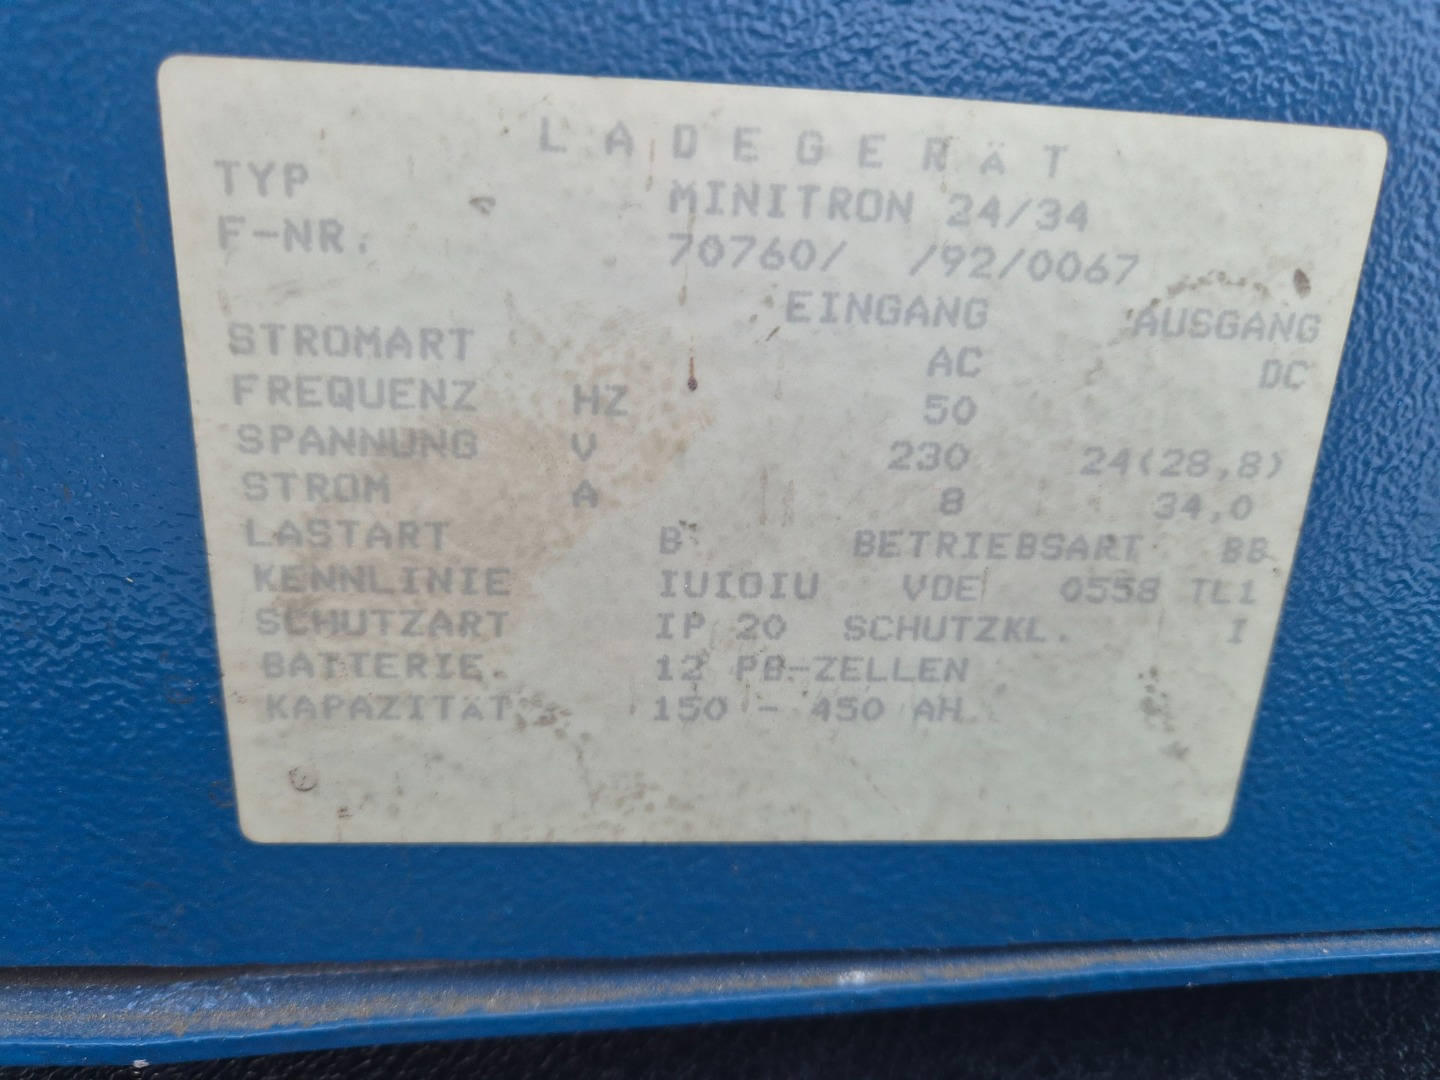 LADEGERÄT
TYP MINITRON 24/34
F-NR. 70760/ /92/0067
EINGANG AUSGANG
STROMART AC DC
FREQUENZ HZ 50
SPANNUNG V 230 24(28,8)
STROM A 8 34,0
LASTART B BETRIEBSART BB
KENNLINIE IUIOIU VDE 0558 TL1
SCHUTZART IP 20 SCHUTZKL. I
BATTERIE. 12 PB-ZELLEN
KAPAZITÄT 150 - 450 AH